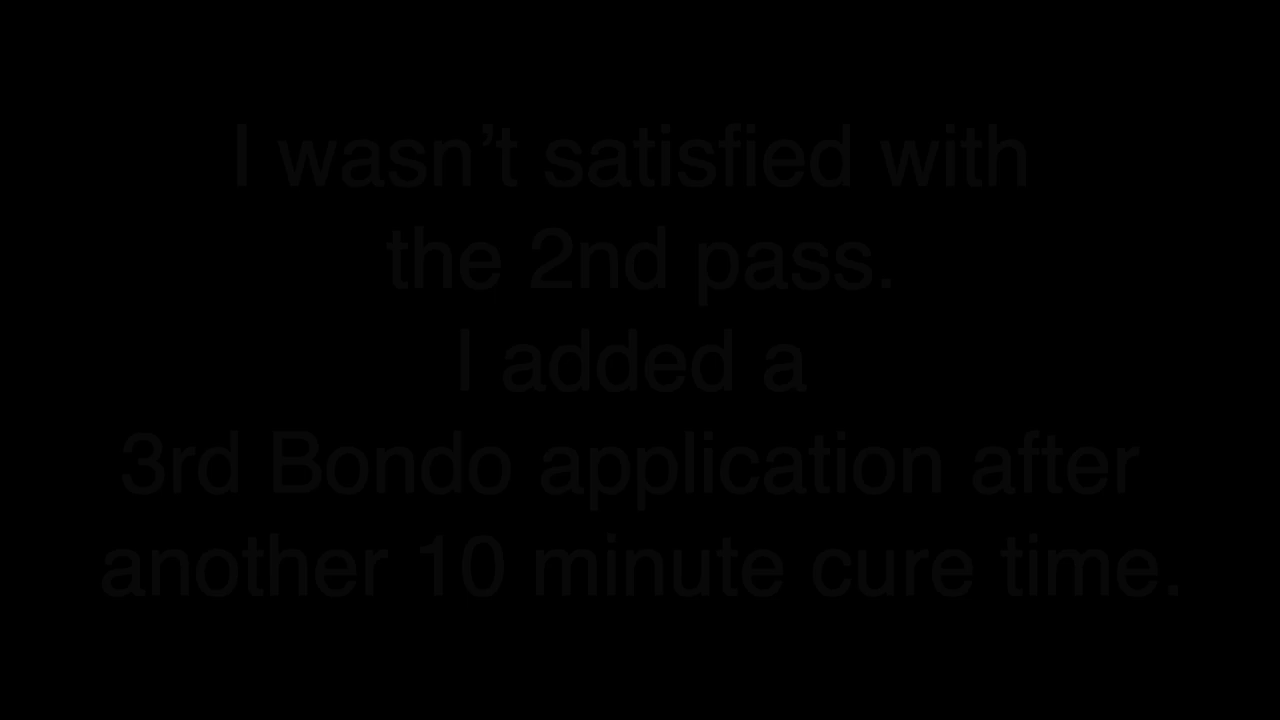 I wasn’t satisfied with
the 2nd pass.
I added a
3rd Bondo application after
another 10 minute cure time.